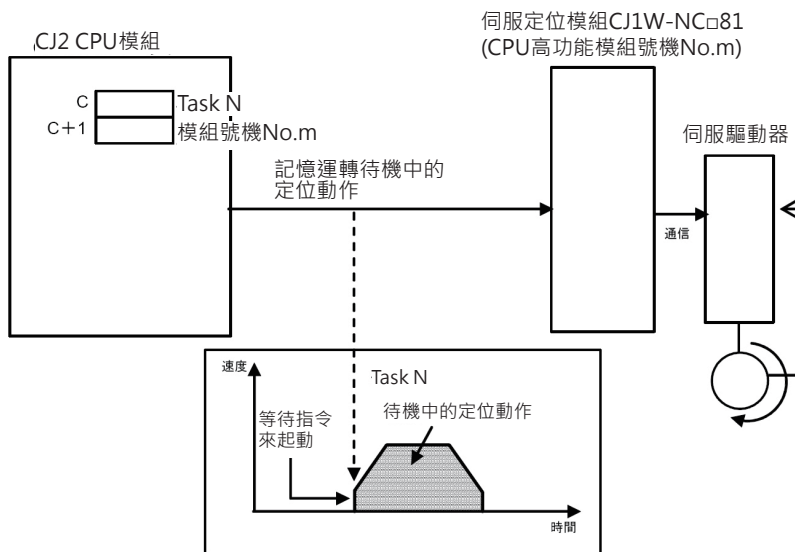 伺服定位模組CJ1W-NC□81
(CPU高功能模組號機No.m)
CJ2 CPU模組
C
Task N
C+1
模組號機No.m
伺服驅動器
記憶運轉待機中的
定位動作
通信
速度
Task N
等待指令
來起動
待機中的定位動作
時間